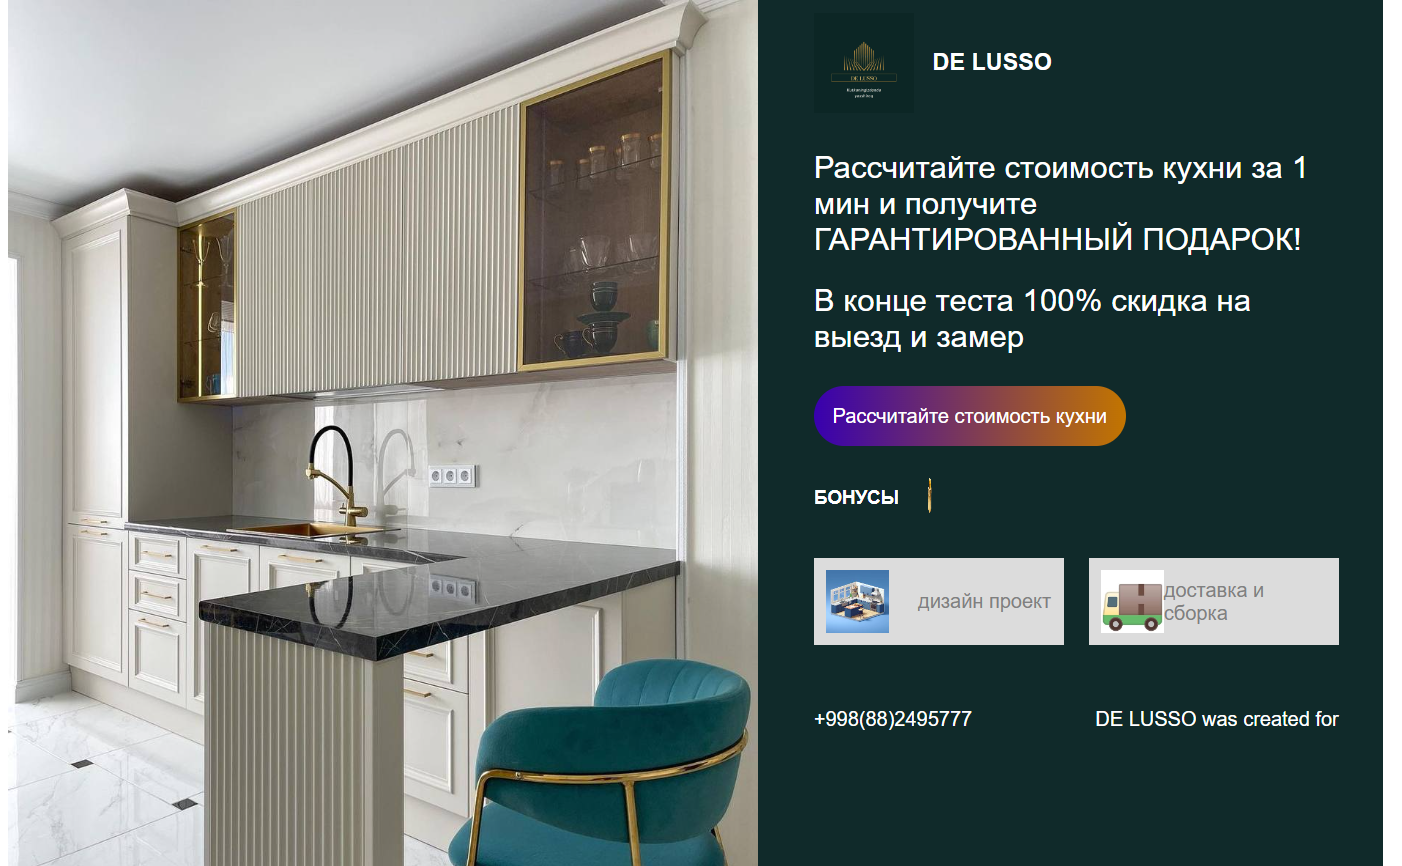 DE LUSSO
DE LUSSO
Рассчитайте стоимость кухни за 1
мин и получите
ГАРАНТИРОВАННЫЙ ПОДАРОК!
В конце теста 100% скидка на
выезд и замер
Рассчитайте стоимость кухни
БОНУСЫ
дизайн проект
доставка и
сборка
+998(88)2495777
DE LUSSO was created for